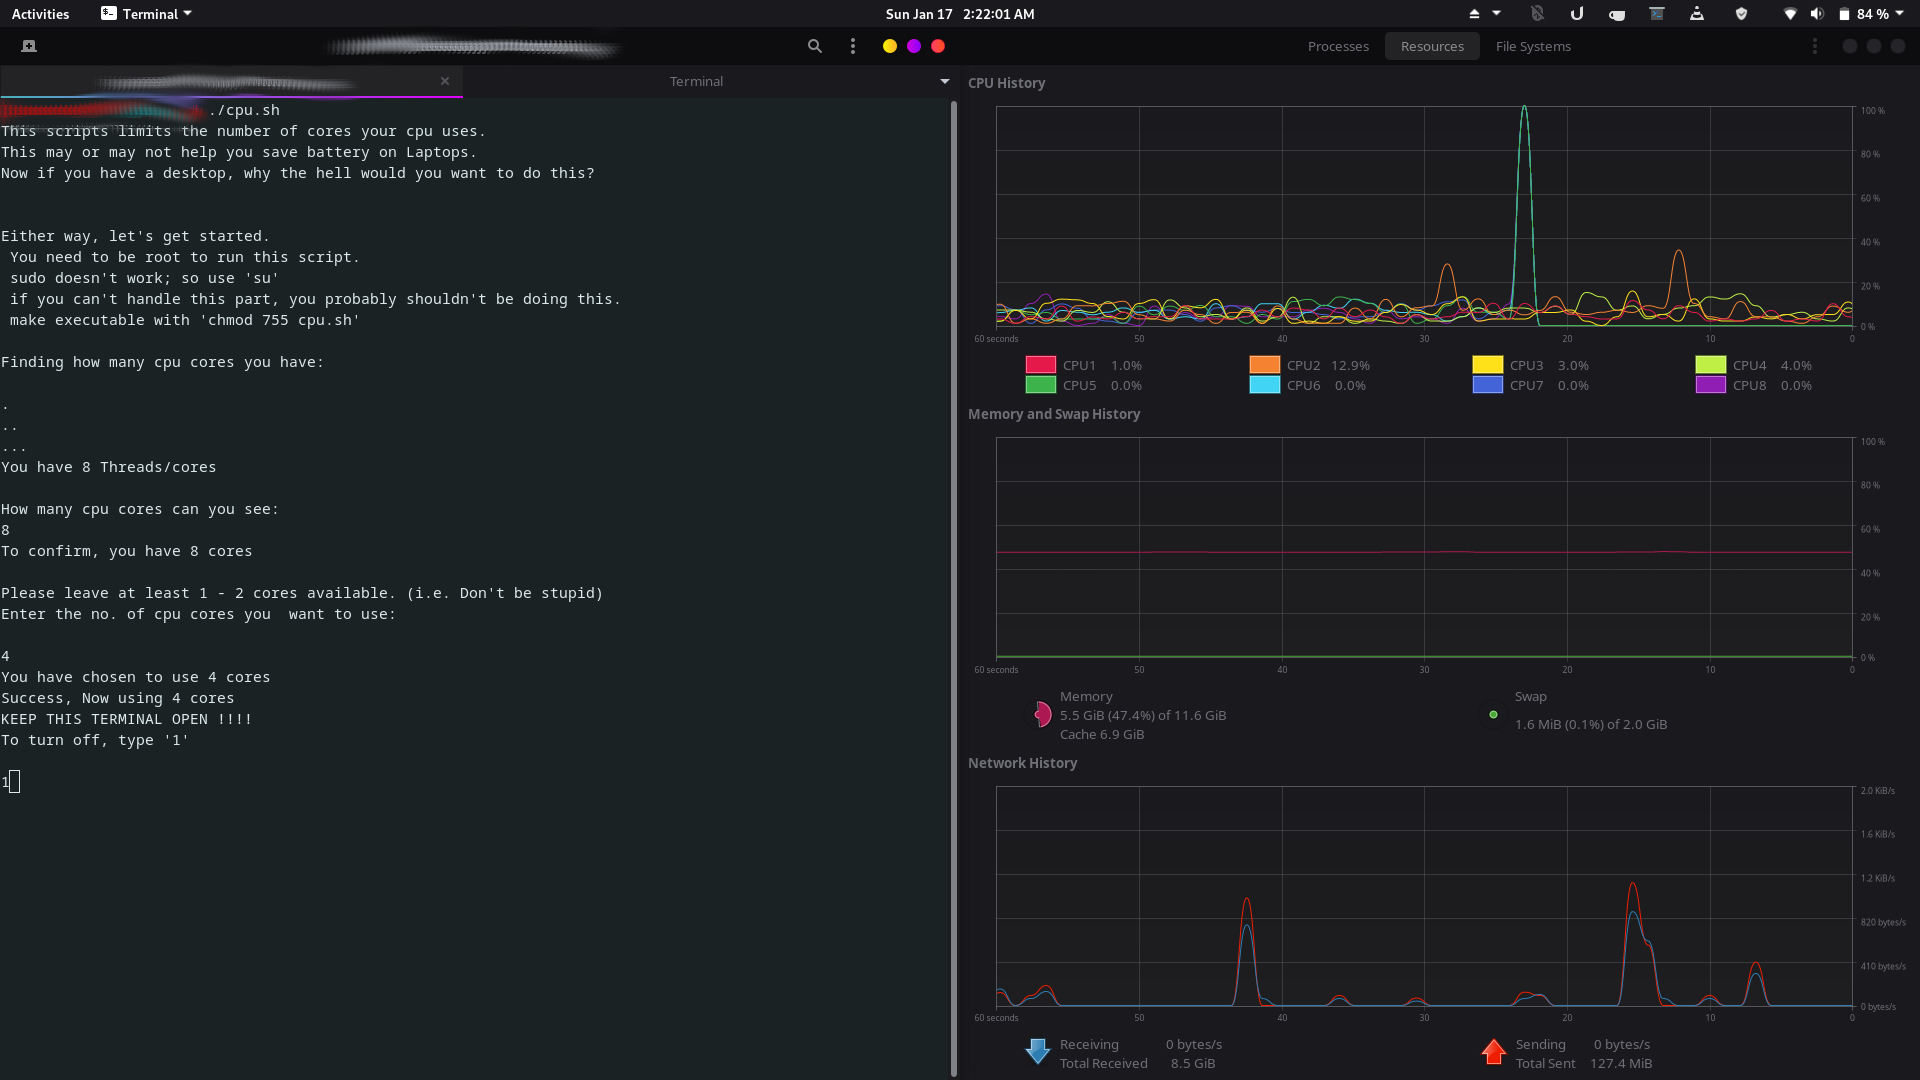 Activities
Terminal
Sun Jan 17 2:22:01 AM
84 %
Terminal
./cpu.sh
This scripts limits the number of cores your cpu uses.
This may or may not help you save battery on Laptops.
Now if you have a desktop, why the hell would you want to do this?
Either way, let's get started.
You need to be root to run this script.
sudo doesn't work; so use 'su'
if you can't handle this part, you probably shouldn't be doing this.
make executable with 'chmod 755 cpu.sh'
Finding how many cpu cores you have:
.
..
...
You have 8 Threads/cores
How many cpu cores can you see:
8
To confirm, you have 8 cores
Please leave at least 1 - 2 cores available. (i.e. Don't be stupid)
Enter the no. of cpu cores you  want to use:
4
You have chosen to use 4 cores
Success, Now using 4 cores
KEEP THIS TERMINAL OPEN !!!!
To turn off, type '1'
1
Processes Resources File Systems
CPU History
100 %
80 %
60 %
40 %
20 %
0 %
60 seconds 50 40 30 20 10 0
CPU1 1.0% CPU2 12.9% CPU3 3.0% CPU4 4.0%
CPU5 0.0% CPU6 0.0% CPU7 0.0% CPU8 0.0%
Memory and Swap History
100 %
80 %
60 %
40 %
20 %
0 %
60 seconds 50 40 30 20 10 0
Memory
5.5 GiB (47.4%) of 11.6 GiB
Cache 6.9 GiB
Swap
1.6 MiB (0.1%) of 2.0 GiB
Network History
2.0 KiB/s
1.6 KiB/s
1.2 KiB/s
820 bytes/s
410 bytes/s
0 bytes/s
60 seconds 50 40 30 20 10 0
Receiving 0 bytes/s
Total Received 8.5 GiB
Sending 0 bytes/s
Total Sent 127.4 MiB